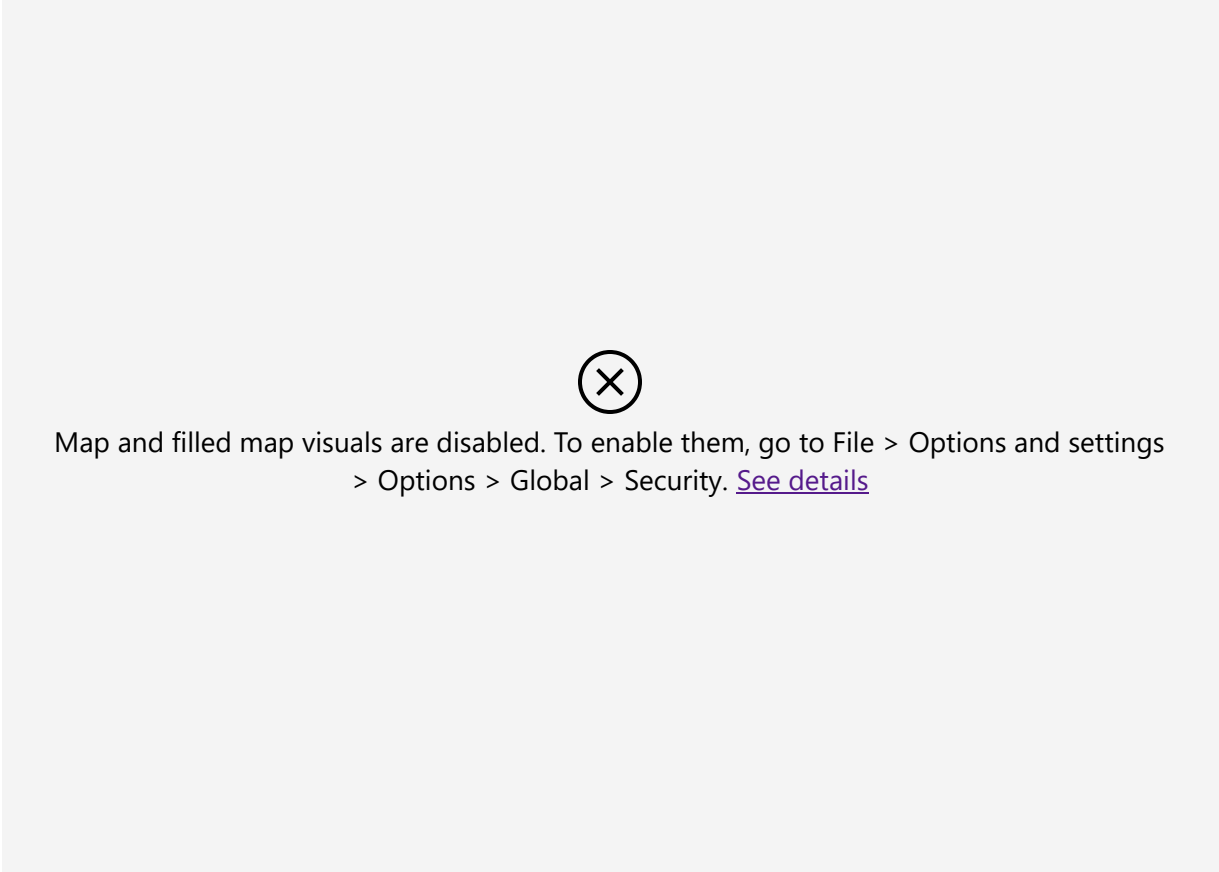 Map and filled map visuals are disabled. To enable them, go to File > Options and settings
> Options > Global > Security. See details